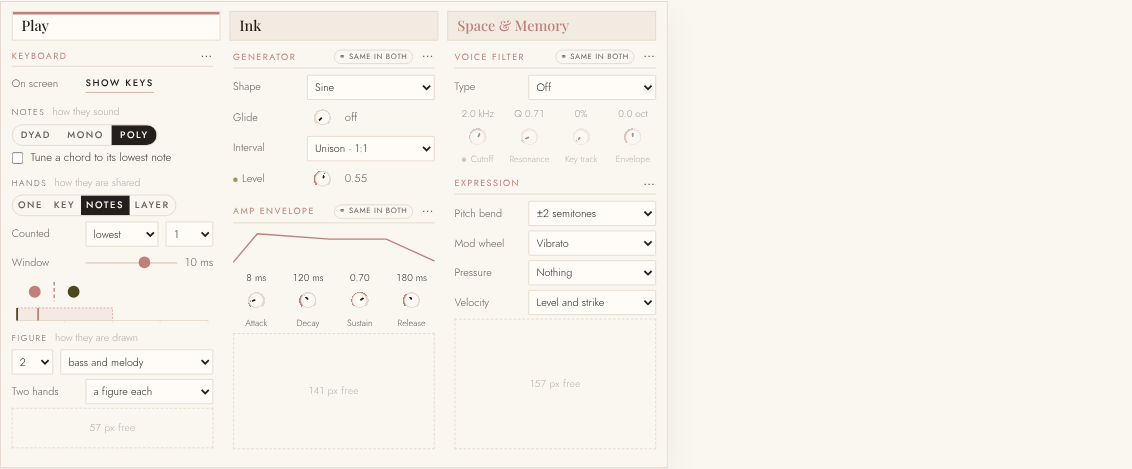 Play
KEYBOARD ...
On screen SHOW KEYS
NOTES how they sound
DYAD MONO POLY
Tune a chord to its lowest note
HANDS how they are shared
ONE KEY NOTES LAYER
Counted lowest 1
Window 10 ms
FIGURE how they are drawn
2 bass and melody
Two hands a figure each
57 px free
Ink
GENERATOR = SAME IN BOTH ...
Shape Sine
Glide off
Interval Unison · 1:1
Level 0.55
AMP ENVELOPE = SAME IN BOTH ...
8 ms 120 ms 0.70 180 ms
Attack Decay Sustain Release
141 px free
Space & Memory
VOICE FILTER = SAME IN BOTH ...
Type Off
2.0 kHz Q 0.71 0% 0.0 oct
Cutoff Resonance Key track Envelope
EXPRESSION ...
Pitch bend ±2 semitones
Mod wheel Vibrato
Pressure Nothing
Velocity Level and strike
157 px free